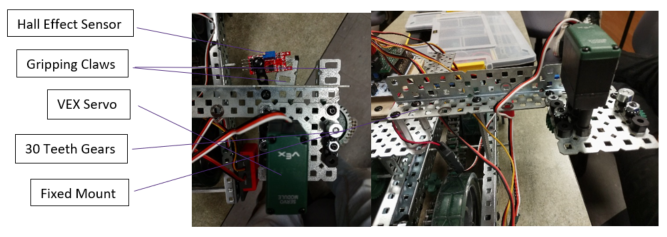 Hall Effect Sensor
Gripping Claws
VEX Servo
30 Teeth Gears
Fixed Mount
VEX